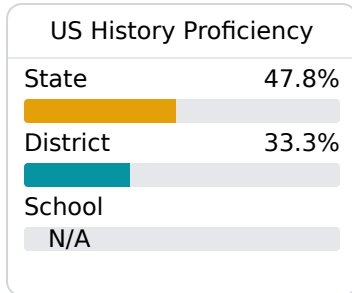 US History Proficiency
State 47.8%
District 33.3%
School
N/A